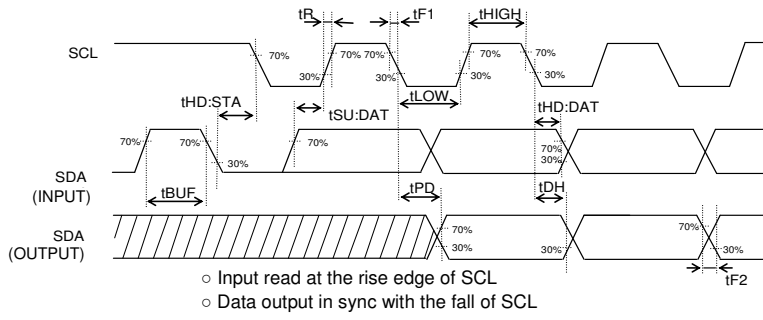 tR tF1 tHIGH
SCL 70% 70% 70% 70% 70%
30% 30% 30% 30%
tHD:STA tSU:DAT tLOW tHD:DAT
SDA
(INPUT)
70% 70% 30% 70% 70% 30%
tBUF tPD tDH
SDA
(OUTPUT)
70% 30% 30% 70% 30%
tF2
○ Input read at the rise edge of SCL
○ Data output in sync with the fall of SCL